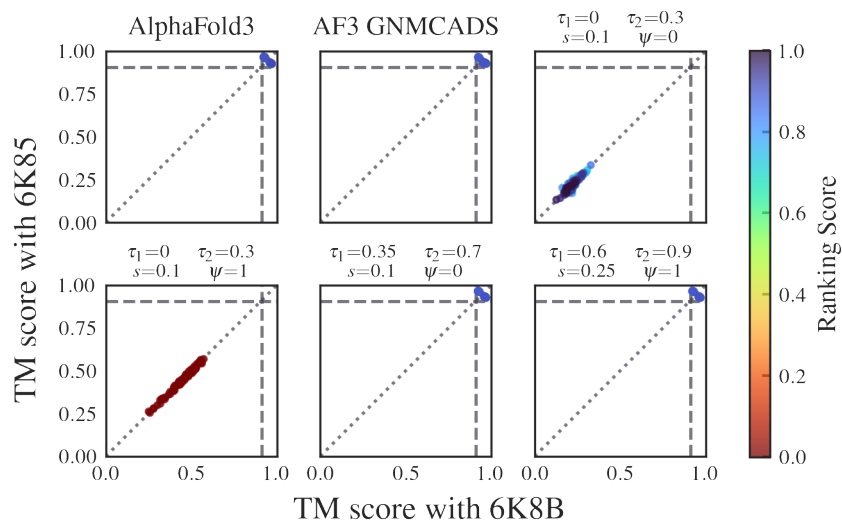 AlphaFold3
AF3 GNMCADS
τ₁=0 τ₂=0.3
s=0.1 ψ=0
1.00
0.75
0.50
0.25
0.00
τ₁=0 τ₂=0.3
s=0.1 ψ=1
τ₁=0.35 τ₂=0.7
s=0.1 ψ=0
τ₁=0.6 τ₂=0.9
s=0.25 ψ=1
1.00
0.75
0.50
0.25
0.00
0.0 0.5 1.0
0.0 0.5 1.0
0.0 0.5 1.0
TM score with 6K8B
TM score with 6K85
1.0
0.8
0.6
0.4
0.2
0.0
Ranking Score